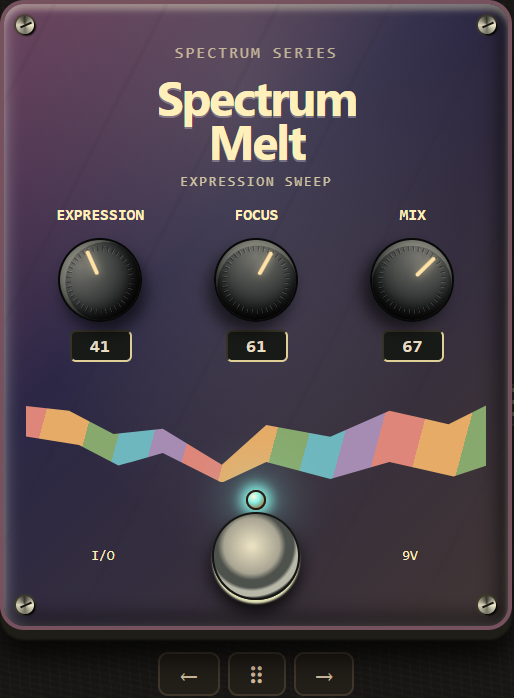 SPECTRUM SERIES
Spectrum
Melt
EXPRESSION SWEEP
EXPRESSION FOCUS MIX
41 61 67
I/O 9V
← ⠿ →